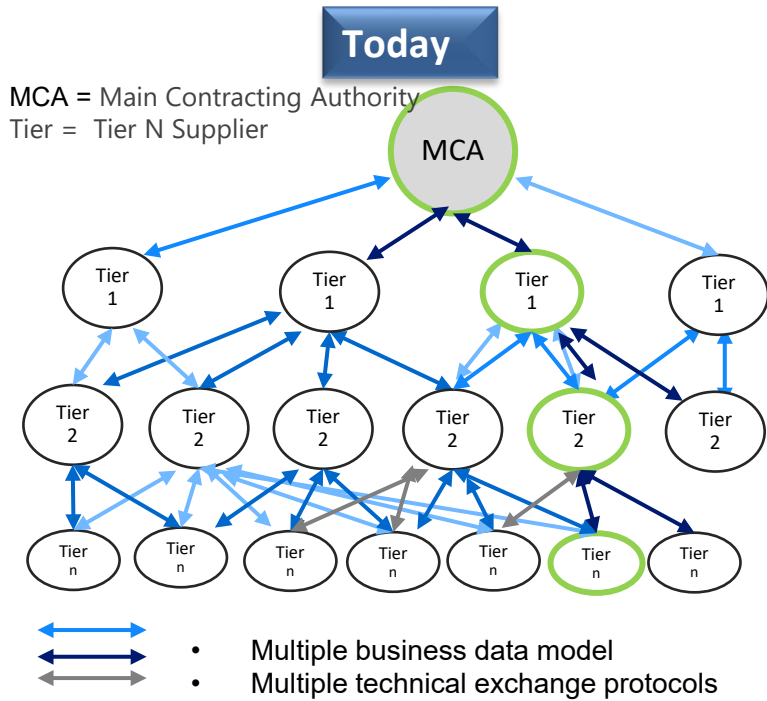 Today
MCA = Main Contracting Authority
Tier = Tier N Supplier
MCA
Tier
1
Tier
1
Tier
1
Tier
1
Tier
2
Tier
2
Tier
2
Tier
2
Tier
2
Tier
2
Tier
n
Tier
n
Tier
n
Tier
n
Tier
n
Tier
n
Tier
n
• Multiple business data model
• Multiple technical exchange protocols